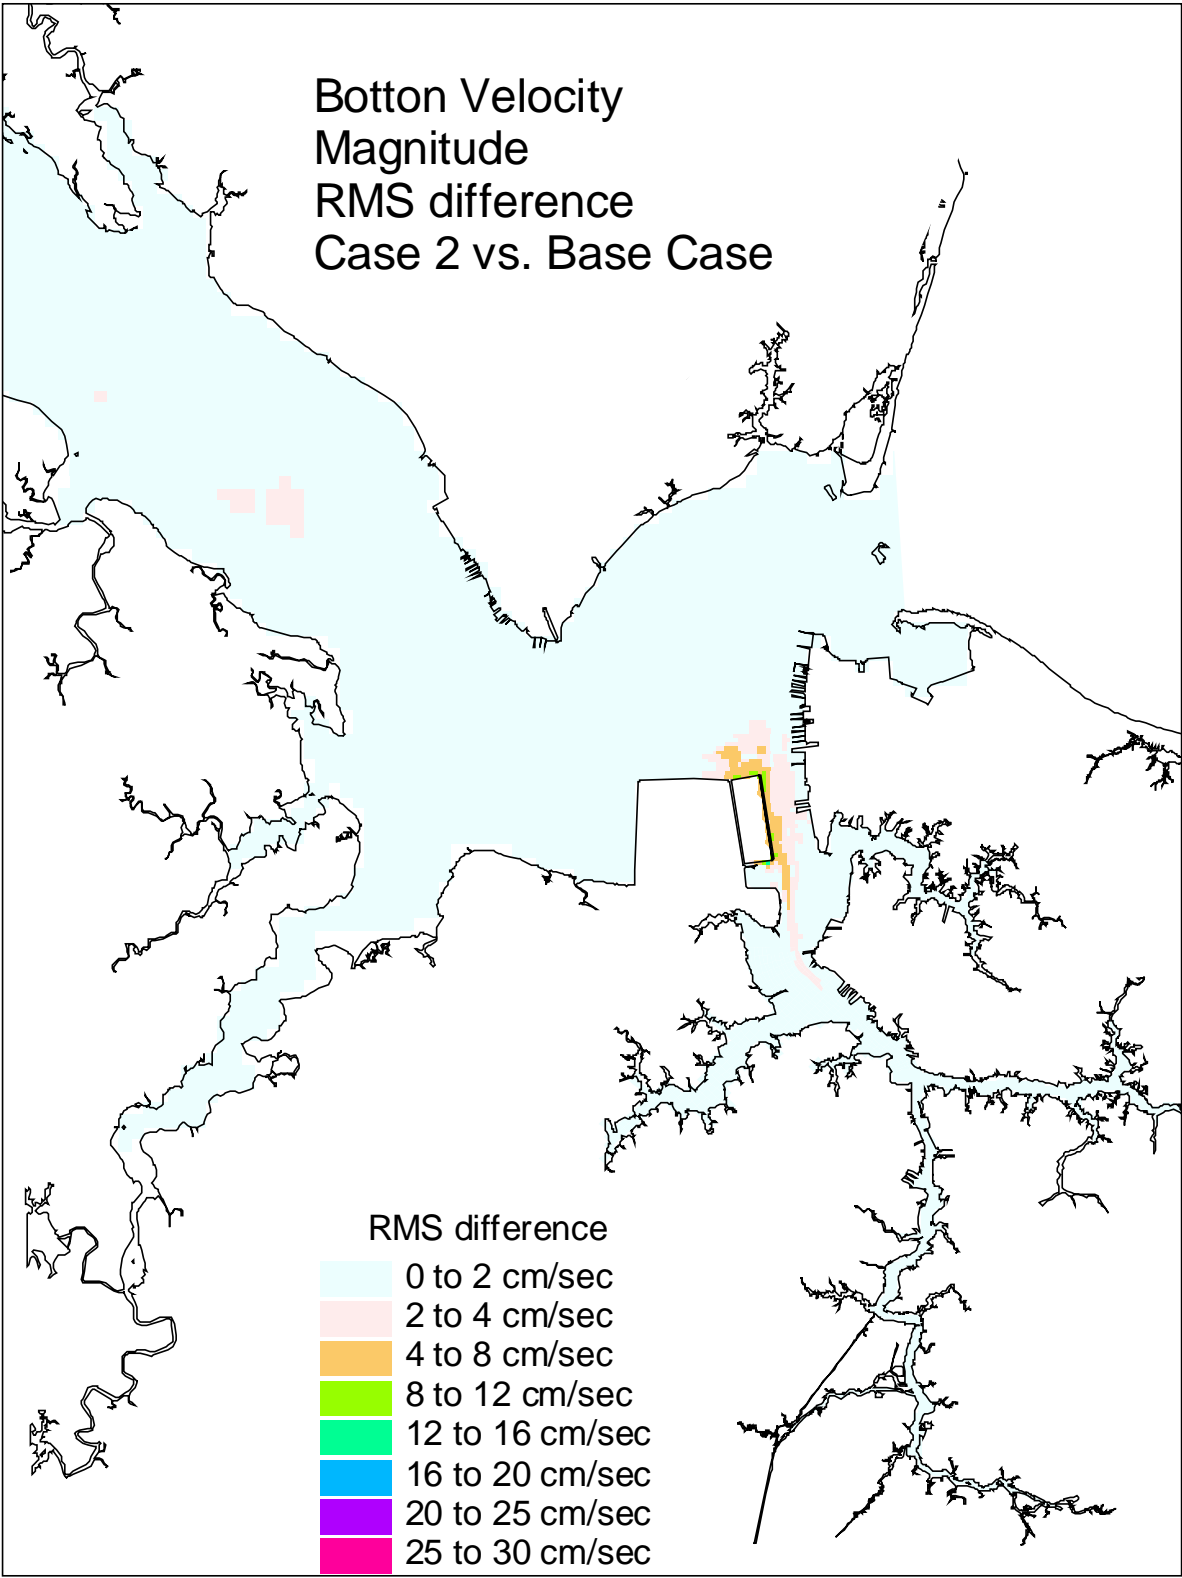 Botton Velocity
Magnitude
RMS difference
Case 2 vs. Base Case
RMS difference
0 to 2 cm/sec
2 to 4 cm/sec
4 to 8 cm/sec
8 to 12 cm/sec
12 to 16 cm/sec
16 to 20 cm/sec
20 to 25 cm/sec
25 to 30 cm/sec